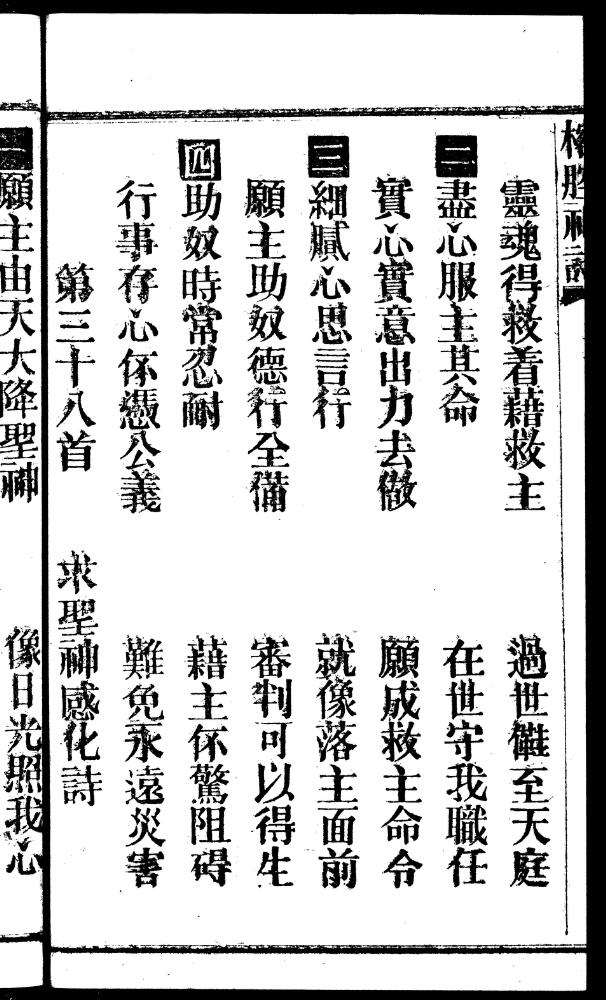 榕腔神詩
靈魂得救着藉救主 過世𣍐至天庭
二 盡心服主其命 在世守我職任
實心實意出力去做 願成救主命令
三 細膩心思言行 就像落主面前
願主助奴德行全備 審判可以得生
四 助奴時常忍耐 藉主伓驚阻碍
行事存心伓憑公義 難免永遠災害
第三十八首 求聖神感化詩
一 願主由天大降聖神 像日光照我心